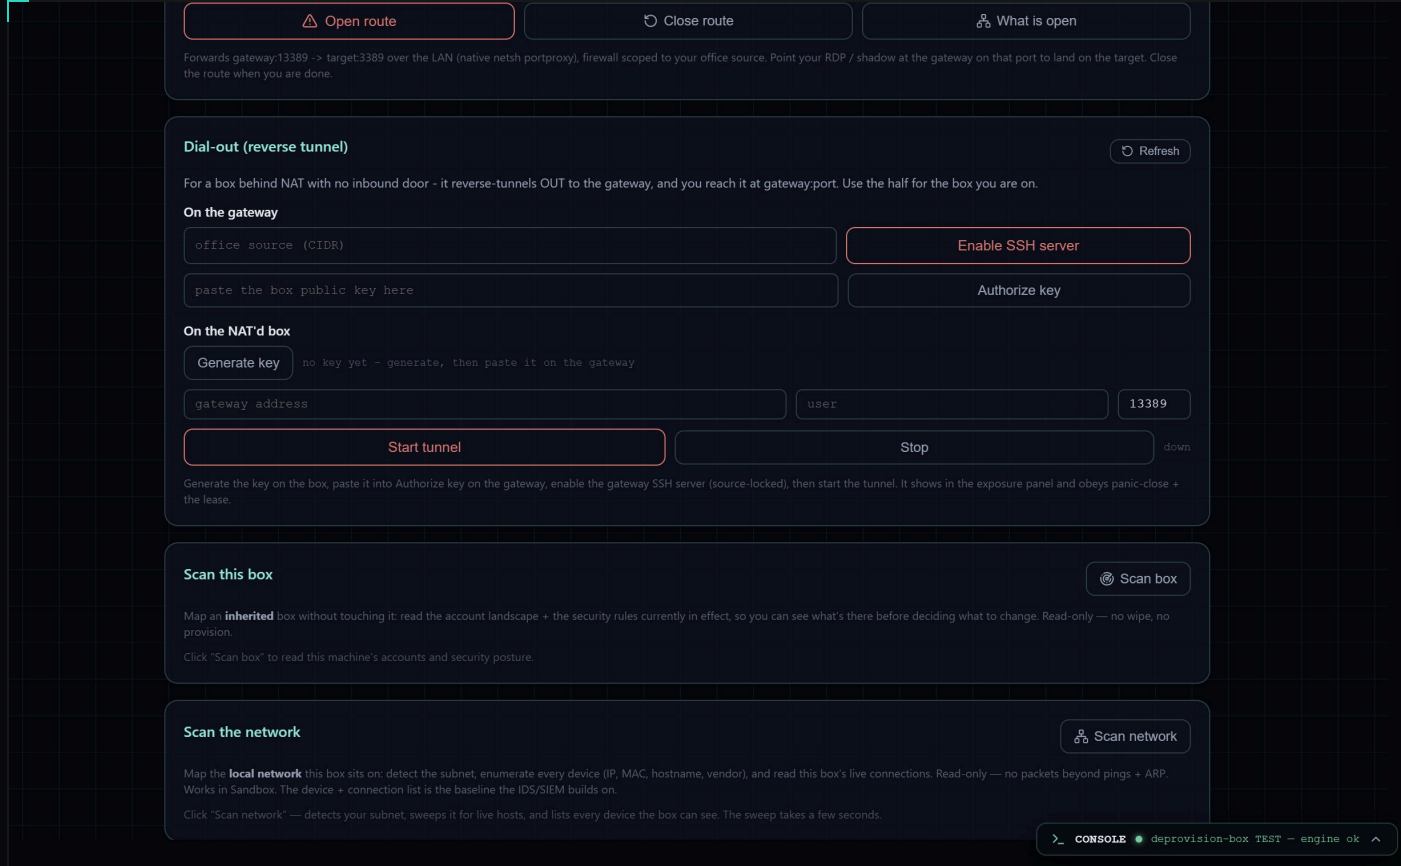 Open route
Close route
What is open
Forwards gateway:13389 -> target:3389 over the LAN (native netsh portproxy), firewall scoped to your office source. Point your RDP / shadow at the gateway on that port to land on the target. Close
the route when you are done.
Dial-out (reverse tunnel)
Refresh
For a box behind NAT with no inbound door - it reverse-tunnels OUT to the gateway, and you reach it at gateway:port. Use the half for the box you are on.
On the gateway
office source (CIDR)
Enable SSH server
paste the box public key here
Authorize key
On the NAT'd box
Generate key
no key yet - generate, then paste it on the gateway
gateway address
user
13389
Start tunnel
Stop
down
Generate the key on the box, paste it into Authorize key on the gateway, enable the gateway SSH server (source-locked), then start the tunnel. It shows in the exposure panel and obeys panic-close +
the lease.
Scan this box
Scan box
Map an inherited box without touching it: read the account landscape + the security rules currently in effect, so you can see what's there before deciding what to change. Read-only — no wipe, no
provision.
Click "Scan box" to read this machine's accounts and security posture.
Scan the network
Scan network
Map the local network this box sits on: detect the subnet, enumerate every device (IP, MAC, hostname, vendor), and read this box's live connections. Read-only — no packets beyond pings + ARP.
Works in Sandbox. The device + connection list is the baseline the IDS/SIEM builds on.
Click "Scan network" — detects your subnet, sweeps it for live hosts, and lists every device the box can see. The sweep takes a few seconds.
>_ CONSOLE deprovision-box TEST — engine ok